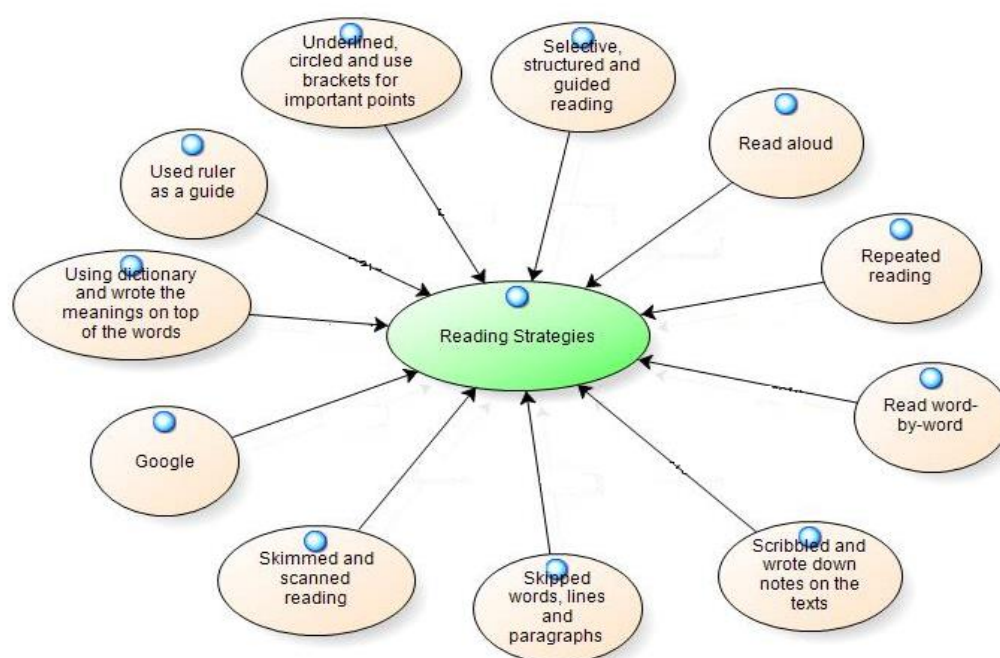 Underlined,
circled and use
brackets for
important points
Selective,
structured and
guided
reading
Read aloud
Used ruler
as a guide
Repeated
reading
Using dictionary
and wrote the
meanings on top
of the words
Reading Strategies
Read word-
by-word
Google
Skimmed and
scanned
reading
Skipped
words, lines
and
paragraphs
Scribbled and
wrote down
notes on the
texts